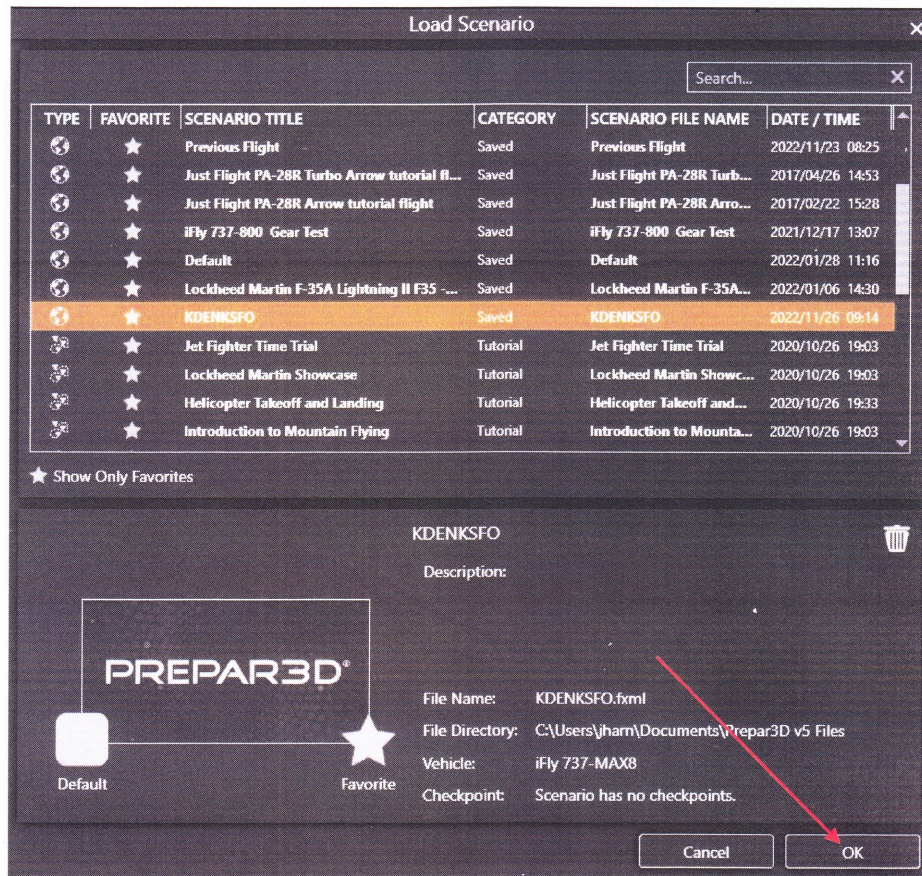 Load Scenario
Search...
TYPE FAVORITE SCENARIO TITLE CATEGORY SCENARIO FILE NAME DATE / TIME
Previous Flight Saved Previous Flight 2022/11/23 08:25
Just Flight PA-28R Turbo Arrow tutorial fl... Saved Just Flight PA-28R Turb... 2017/04/26 14:53
Just Flight PA-28R Arrow tutorial flight Saved Just Flight PA-28R Arro... 2017/02/22 15:28
iFly 737-800 Gear Test Saved iFly 737-800 Gear Test 2021/12/17 13:07
Default Saved Default 2022/01/28 11:16
Lockheed Martin F-35A Lightning II F35 -... Saved Lockheed Martin F-35A... 2022/01/06 14:30
KDENKSFO Saved KDENKSFO 2022/11/26 09:14
Jet Fighter Time Trial Tutorial Jet Fighter Time Trial 2020/10/26 19:03
Lockheed Martin Showcase Tutorial Lockheed Martin Showc... 2020/10/26 19:03
Helicopter Takeoff and Landing Tutorial Helicopter Takeoff and... 2020/10/26 19:33
Introduction to Mountain Flying Tutorial Introduction to Mounta... 2020/10/26 19:03
Show Only Favorites
KDENKSFO
Description:
PREPAR3D®
Default
Favorite
File Name: KDENKSFO.fxml
File Directory: C:\Users\jharn\Documents\Prepar3D v5 Files
Vehicle: iFly 737-MAX8
Checkpoint: Scenario has no checkpoints.
Cancel OK